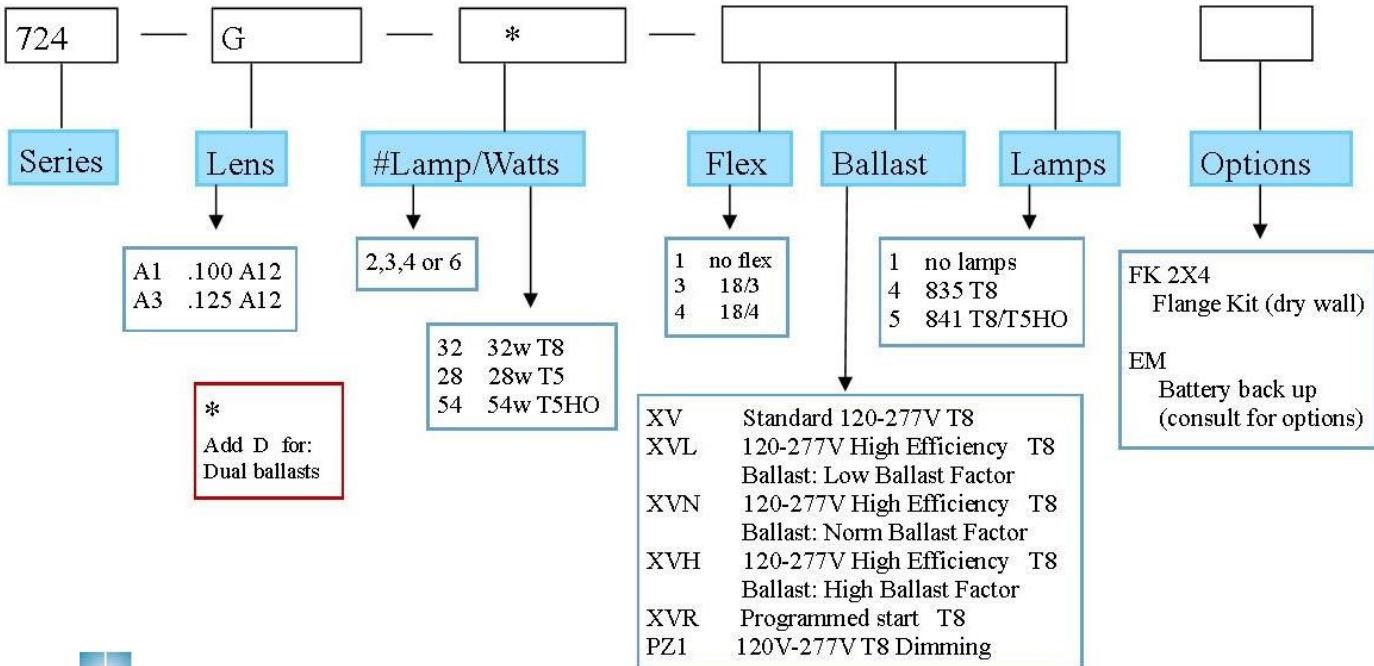 724 — G — * —
Series Lens #Lamp/Watts Flex Ballast Lamps Options
A1 .100 A12
A3 .125 A12
*
Add D for:
Dual ballasts
2,3,4 or 6
32 32w T8
28 28w T5
54 54w T5HO
1 no flex
3 18/3
4 18/4
XV Standard 120-277V T8
XVL 120-277V High Efficiency T8
Ballast: Low Ballast Factor
XVN 120-277V High Efficiency T8
Ballast: Norm Ballast Factor
XVH 120-277V High Efficiency T8
Ballast: High Ballast Factor
XVR Programmed start T8
PZ1 120V-277V T8 Dimming
1 no lamps
4 835 T8
5 841 T8/T5HO
FK 2X4
Flange Kit (dry wall)
EM
Battery back up
(consult for options)